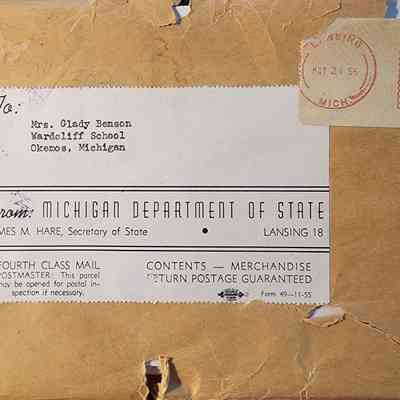 To:
Mrs. Glady Benson
Wardcliff School
Okemos, Michigan
From: MICHIGAN DEPARTMENT OF STATE
JAMES M. HARE, Secretary of State • LANSING 18
FOURTH CLASS MAIL
POSTMASTER: This parcel
may be opened for postal in-
spection if necessary.
CONTENTS — MERCHANDISE
RETURN POSTAGE GUARANTEED
Form 49—11-55
LANSING
56
MICH.